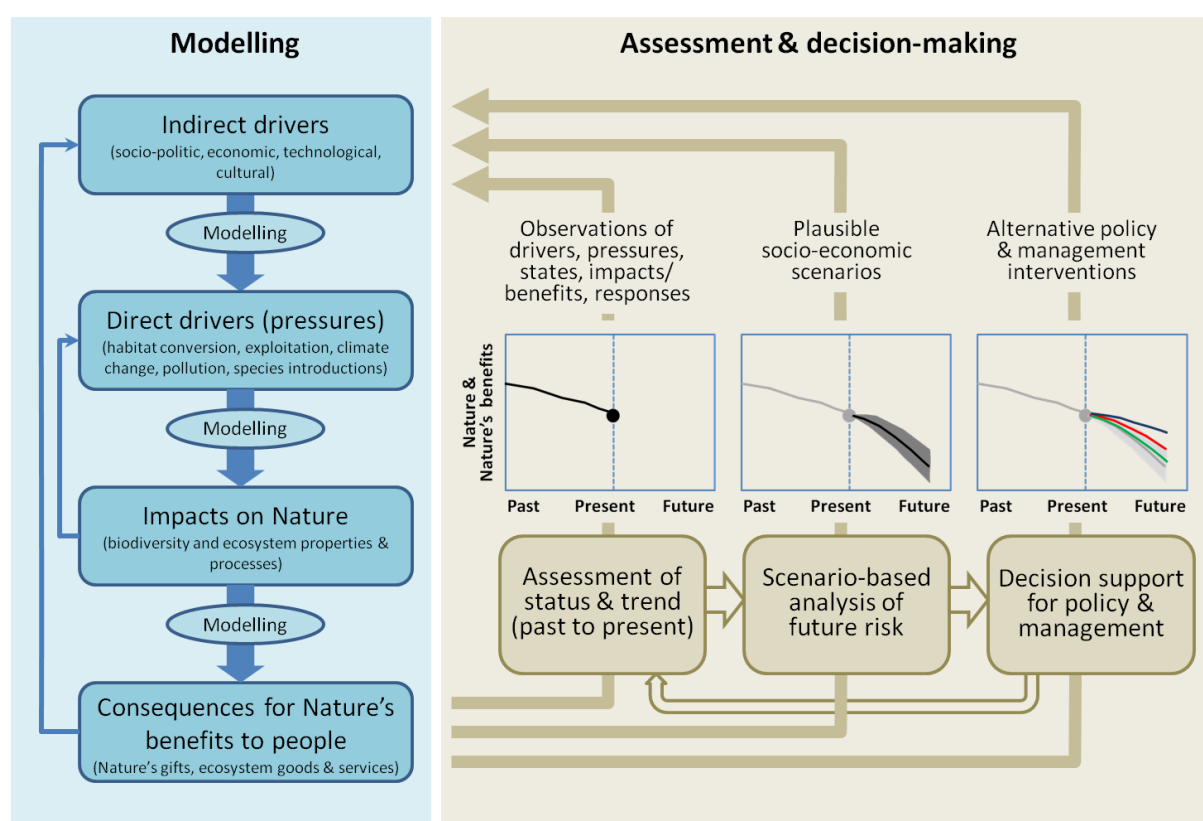 Modelling
Indirect drivers
(socio-politic, economic, technological,
cultural)
Modelling
Direct drivers (pressures)
(habitat conversion, exploitation, climate
change, pollution, species introductions)
Modelling
Impacts on Nature
(biodiversity and ecosystem properties &
processes)
Modelling
Consequences for Nature's
benefits to people
(Nature's gifts, ecosystem goods & services)
Assessment & decision-making
Observations of
drivers, pressures,
states, impacts/
benefits, responses
Plausible
socio-economic
scenarios
Alternative policy
& management
interventions
Nature &
Nature's benefits
Past Present Future
Past Present Future
Past Present Future
Assessment of
status & trend
(past to present)
Scenario-based
analysis of
future risk
Decision support
for policy &
management